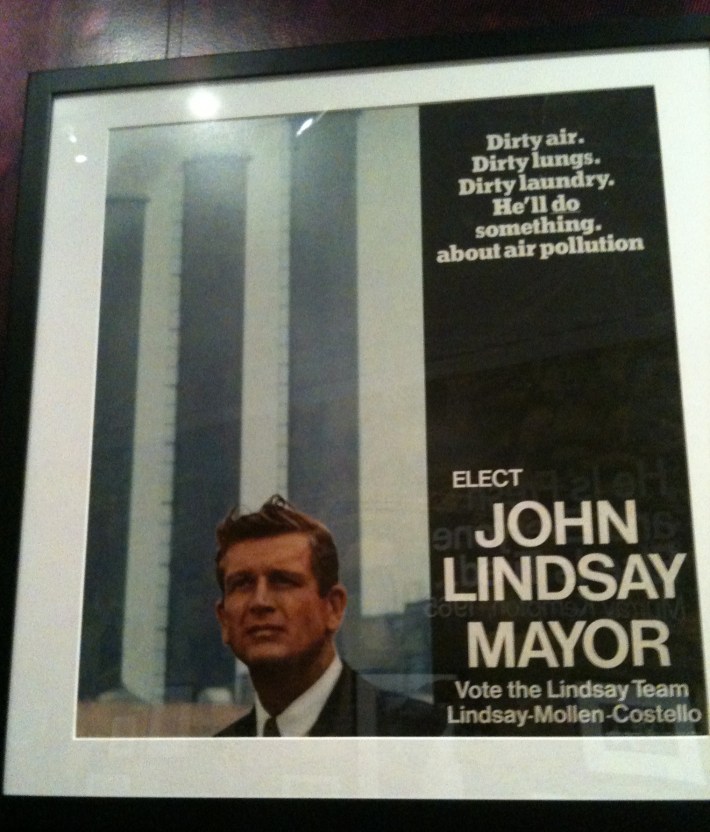 Dirty air.
Dirty lungs.
Dirty laundry.
He'll do
something.
about air pollution
ELECT
JOHN
LINDSAY
MAYOR
Vote the Lindsay Team
Lindsay-Mollen-Costello